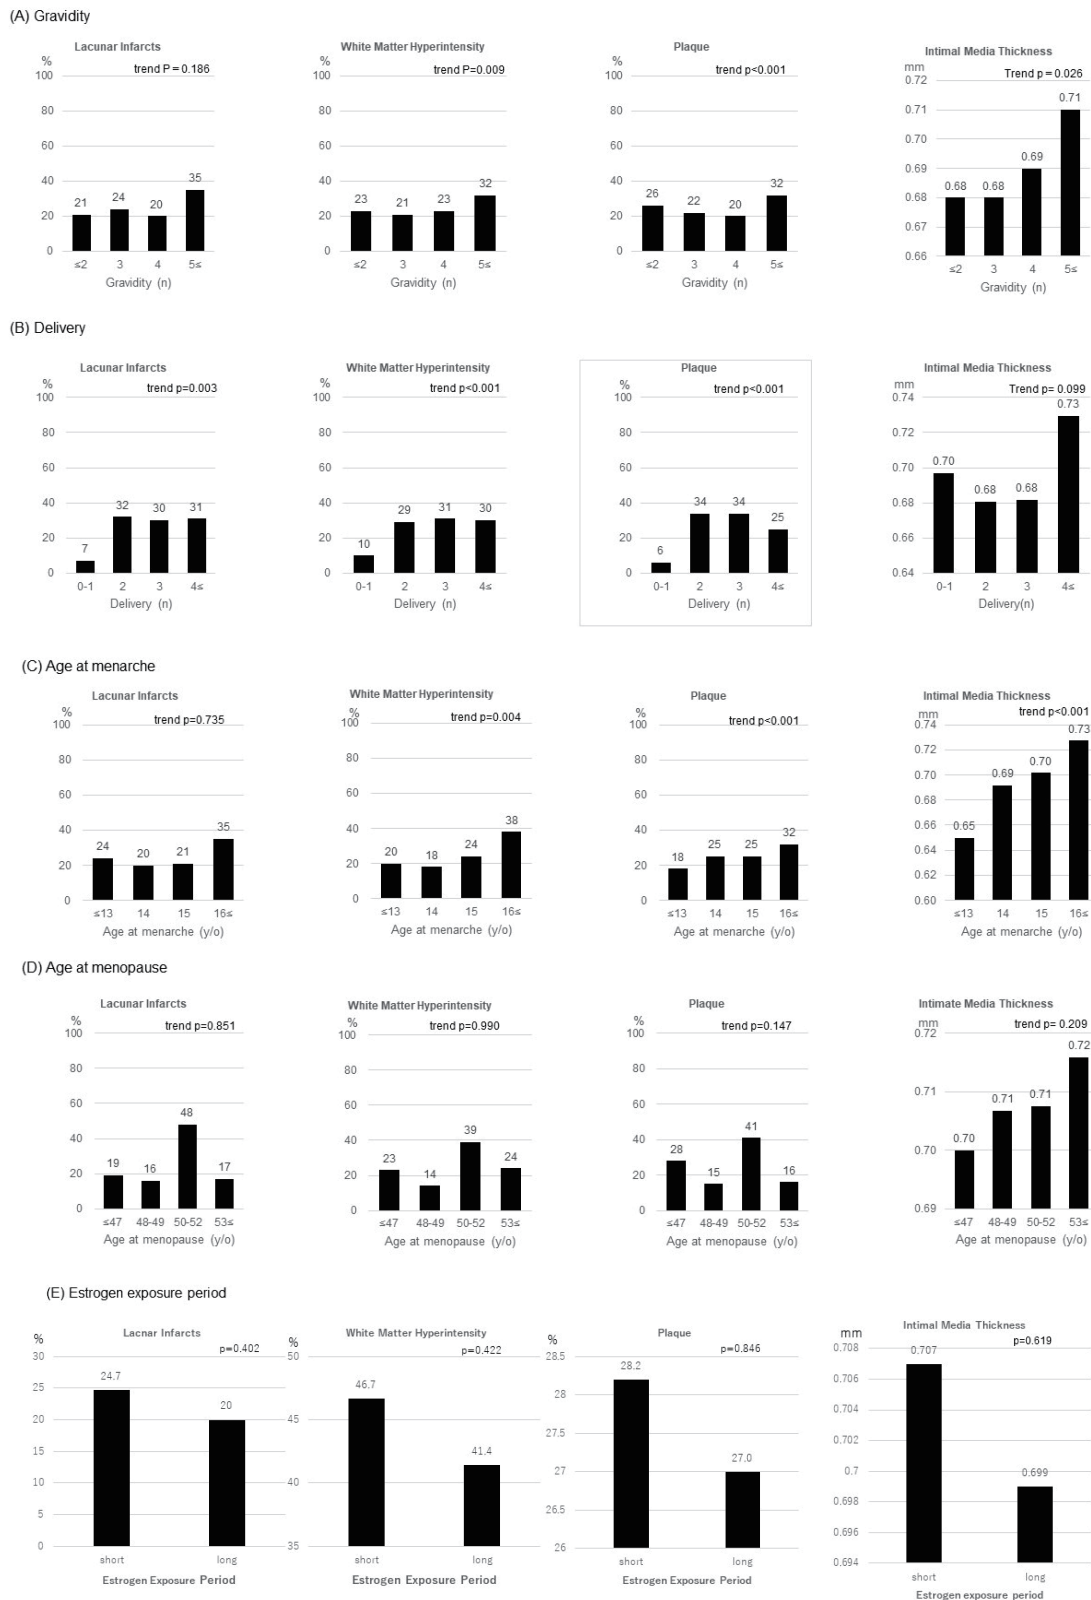 (A) Gravidity
Lacunar Infarcts
%
trend P = 0.186
100
80
60
40
20
0
21
24
20
35
≤2 3 4 5≤
Gravidity (n)
White Matter Hyperintensity
%
trend P=0.009
100
80
60
40
20
0
23
21
23
32
≤2 3 4 5≤
Gravidity (n)
Plaque
%
trend p<0.001
100
80
60
40
20
0
26
22
20
32
≤2 3 4 5≤
Gravidity (n)
Intimal Media Thickness
mm
Trend p = 0.026
0.72
0.71
0.70
0.69
0.68
0.67
0.66
0.68
0.68
0.69
0.71
≤2 3 4 5≤
Gravidity (n)
(B) Delivery
Lacunar Infarcts
%
trend p=0.003
100
80
60
40
20
0
7
32
30
31
0-1 2 3 4≤
Delivery (n)
White Matter Hyperintensity
%
trend p<0.001
100
80
60
40
20
0
10
29
31
30
0-1 2 3 4≤
Delivery (n)
Plaque
%
trend p<0.001
100
80
60
40
20
0
6
34
34
25
0-1 2 3 4≤
Delivery (n)
Intimal Media Thickness
mm
Trend p= 0.099
0.74
0.72
0.70
0.68
0.66
0.64
0.70
0.68
0.68
0.73
0-1 2 3 4≤
Delivery(n)
(C) Age at menarche
Lacunar Infarcts
%
trend p=0.735
100
80
60
40
20
0
24
20
21
35
≤13 14 15 16≤
Age at menarche (y/o)
White Matter Hyperintensity
%
trend p=0.004
100
80
60
40
20
0
20
18
24
38
≤13 14 15 16≤
Age at menarche (y/o)
Plaque
%
trend p<0.001
100
80
60
40
20
0
18
25
25
32
≤13 14 15 16≤
Age at menarche (y/o)
Intimal Media Thickness
mm
trend p<0.001
0.74
0.72
0.70
0.68
0.66
0.64
0.62
0.60
0.65
0.69
0.70
0.73
≤13 14 15 16≤
Age at menarche (y/o)
(D) Age at menopause
Lacunar Infarcts
%
trend p=0.851
100
80
60
40
20
0
19
16
48
17
≤47 48-49 50-52 53≤
Age at menopause (y/o)
White Matter Hyperintensity
%
trend p=0.990
100
80
60
40
20
0
23
14
39
24
≤47 48-49 50-52 53≤
Age at menopause (y/o)
Plaque
%
trend p=0.147
100
80
60
40
20
0
28
15
41
16
≤47 48-49 50-52 53≤
Age at menopause (y/o)
Intimate Media Thickness
mm
trend p= 0.209
0.72
0.71
0.70
0.69
0.70
0.71
0.71
0.72
≤47 48-49 50-52 53≤
Age at menopause (y/o)
(E) Estrogen exposure period
Lacnar Infarcts
%
p=0.402
30
25
20
15
10
5
0
24.7
20
short long
Estrogen Exposure Period
White Matter Hyperintensity
%
p=0.422
50
45
40
35
46.7
41.4
short long
Estrogen Exposure Period
Plaque
%
p=0.846
28.5
28
27.5
27
26.5
26
28.2
27.0
short long
Estrogen Exposure Period
Intimal Media Thickness
mm
p=0.619
0.708
0.706
0.704
0.702
0.7
0.698
0.696
0.694
0.707
0.699
short long
Estrogen exposure period